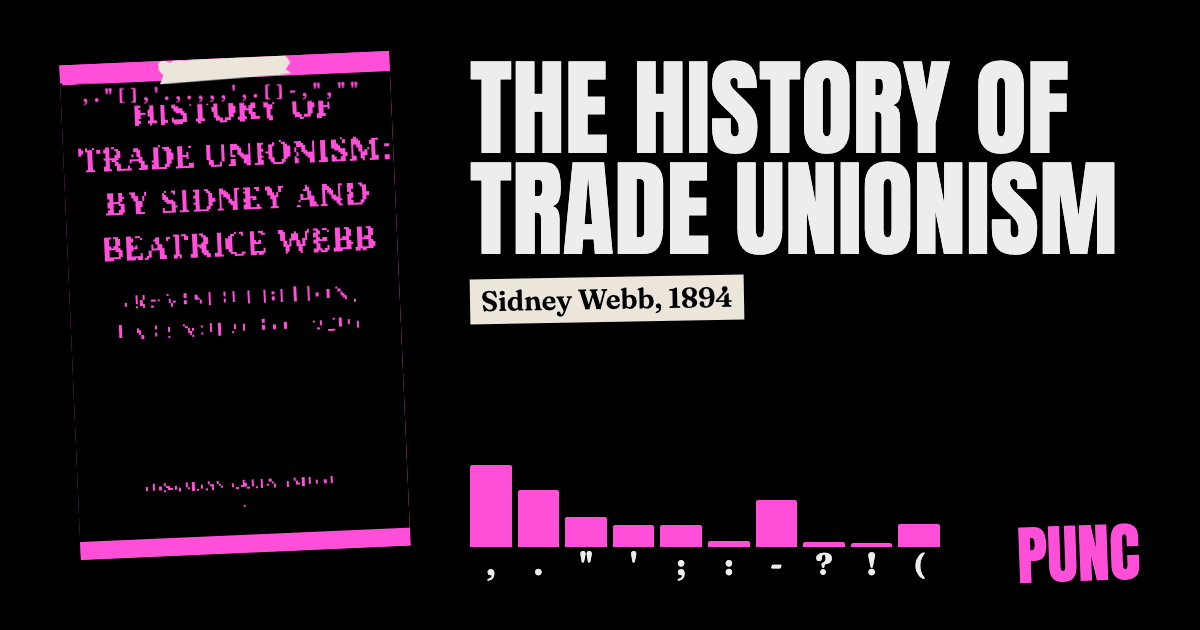 ,."[],'.,.,,,',.[]-,",""
HISTORY OF
TRADE UNIONISM:
BY SIDNEY AND
BEATRICE WEBB
THE HISTORY OF
TRADE UNIONISM
Sidney Webb, 1894
, . " ' ; : - ? ! (
PUNC